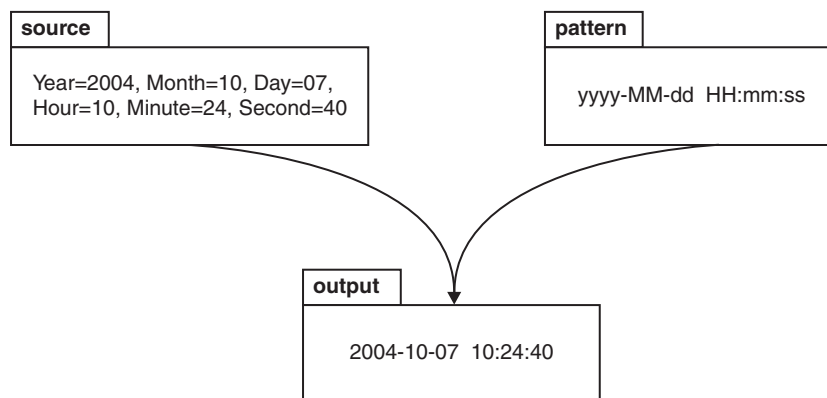 source
Year=2004, Month=10, Day=07,
Hour=10, Minute=24, Second=40
pattern
yyyy-MM-dd HH:mm:ss
output
2004-10-07 10:24:40